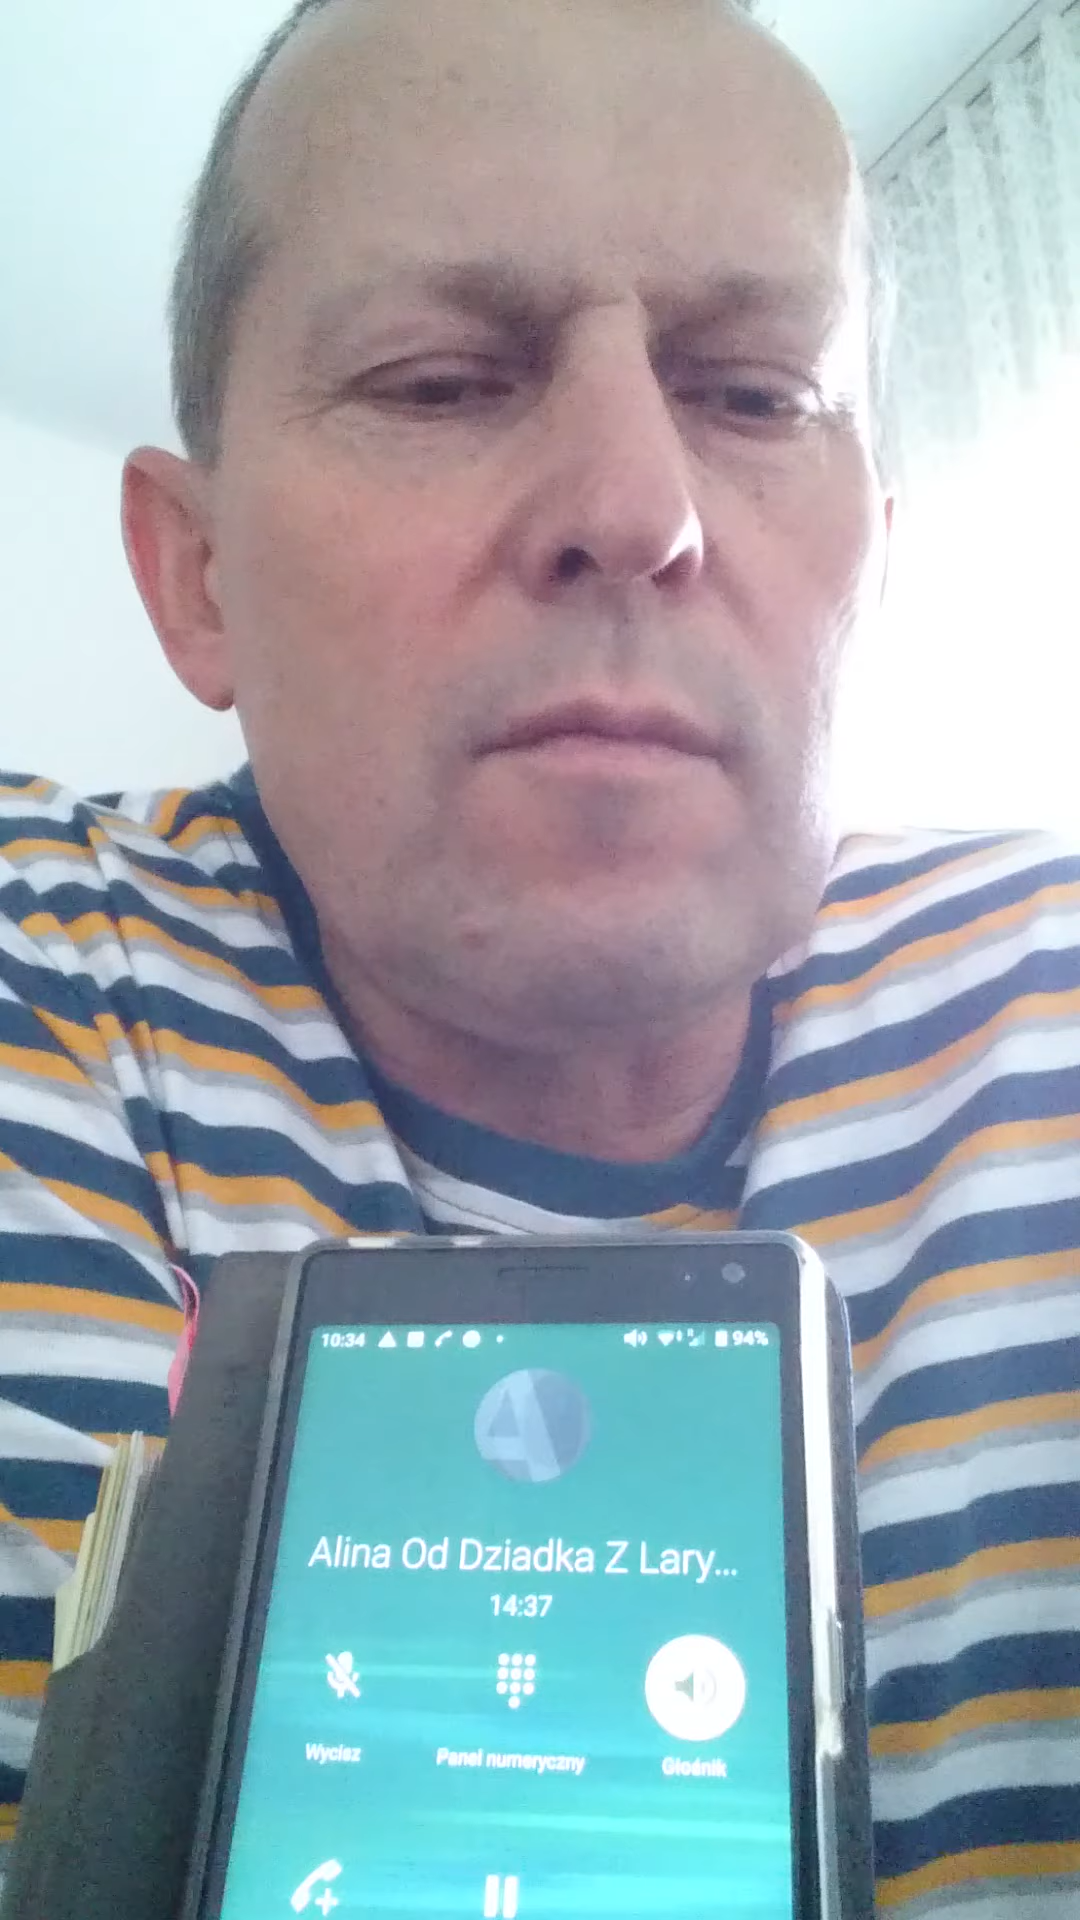 10:34 94%
A
Alina Od Dziadka Z Lary...
14:37
Wycisz Panel numeryczny Głośnik